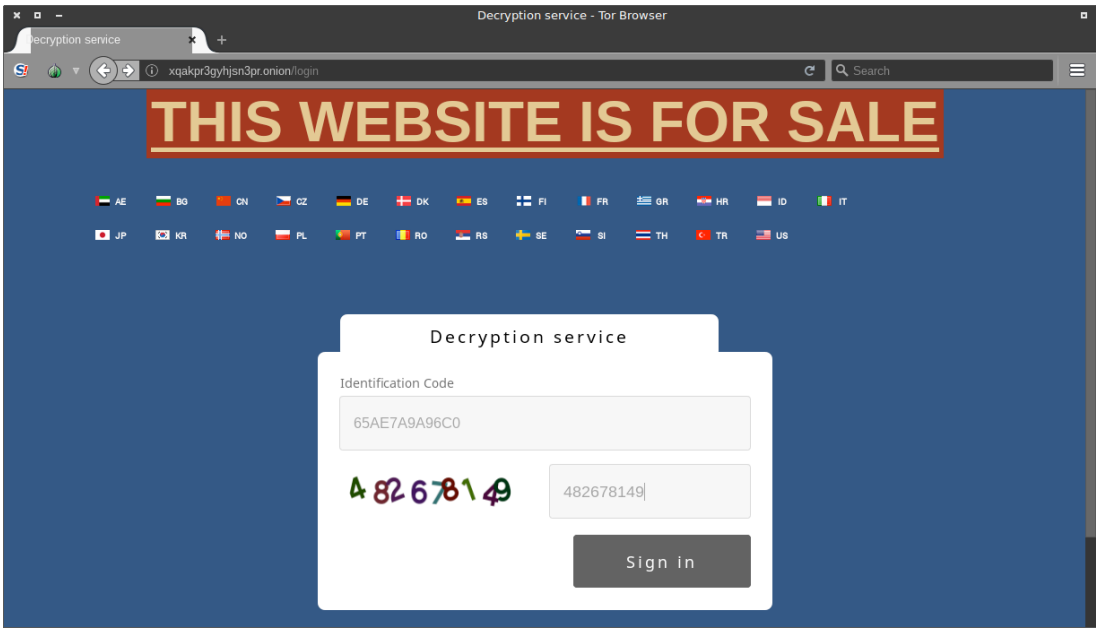 Decryption service - Tor Browser
Decryption service
xqakpr3gyhjsn3pr.onion/login
Search
THIS WEBSITE IS FOR SALE
AE BG CN CZ DE DK ES FI FR GR HR ID IT
JP KR NO PL PT RO RS SE SI TH TR US
Decryption service
Identification Code
65AE7A9A96C0
482678149 482678149
Sign in